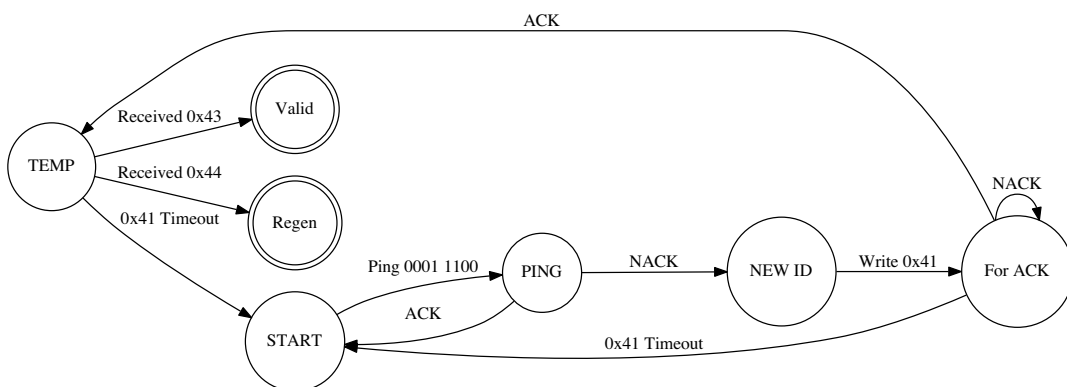 ACK
Received 0x43
Valid
TEMP
Received 0x44
Regen
0x41 Timeout
NACK
Ping 0001 1100
PING
NACK
NEW ID
Write 0x41
For ACK
ACK
START
0x41 Timeout